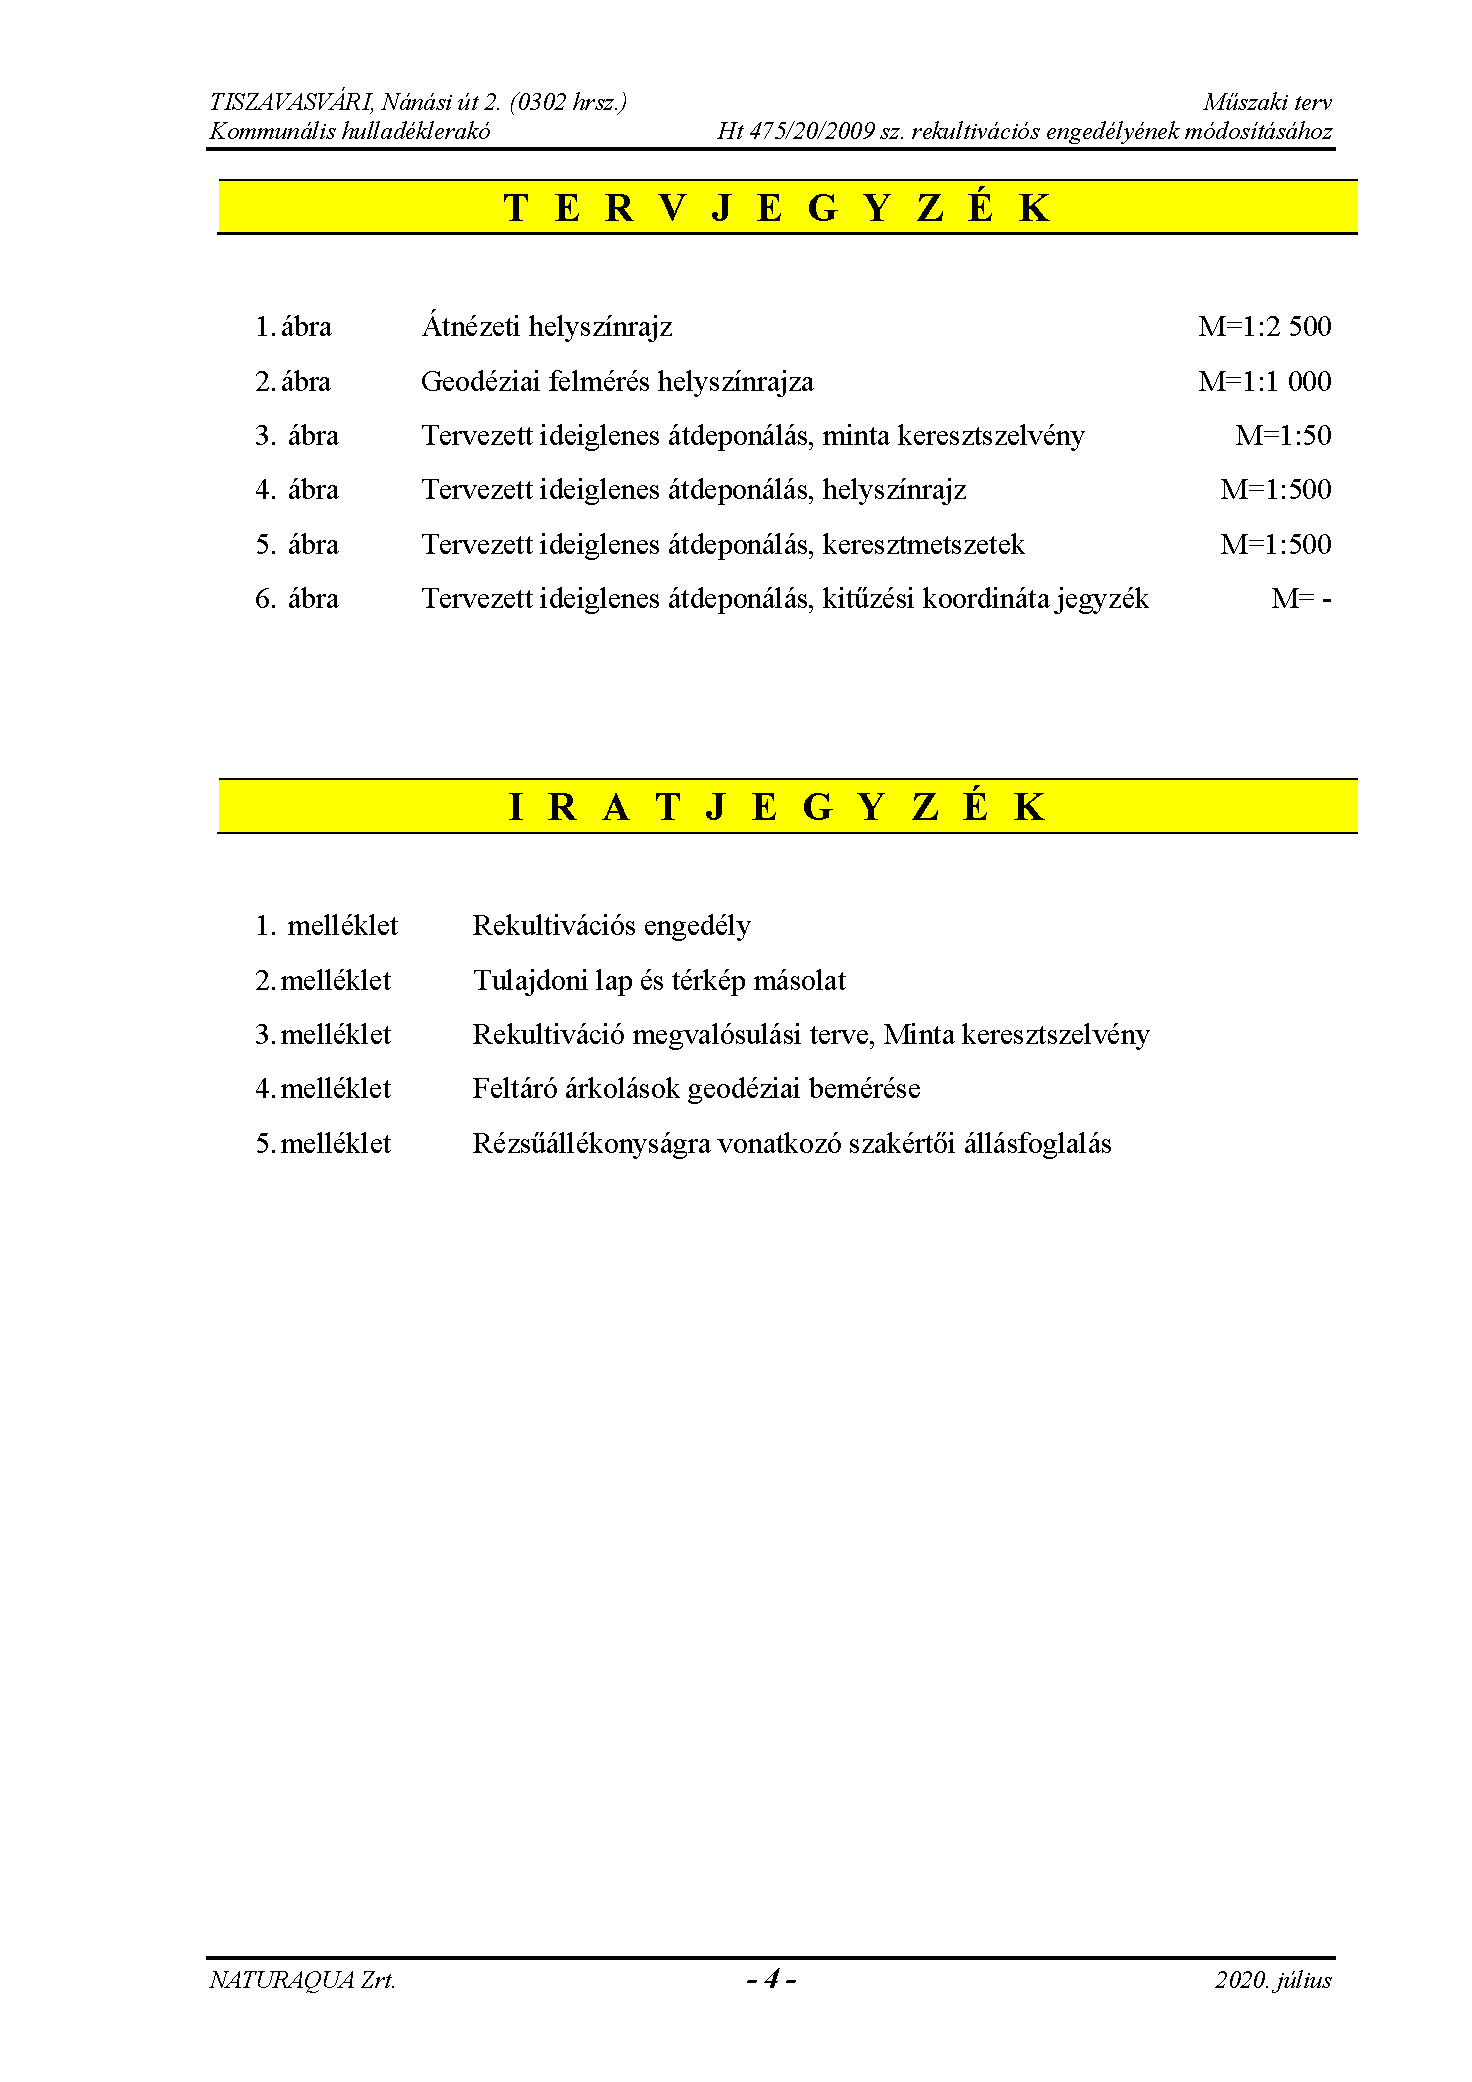 TISZAVASVÁRI, Nánási út 2. (0302 hrsz.) Műszaki terv
Kommunális hulladéklerakó Ht 475/20/2009 sz. rekultivációs engedélyének módosításához
T E R V J E G Y Z É K
1. ábra Átnézeti helyszínrajz M=1:2 500
2. ábra Geodéziai felmérés helyszínrajza M=1:1 000
3. ábra Tervezett ideiglenes átdeponálás, minta keresztszelvény M=1:50
4. ábra Tervezett ideiglenes átdeponálás, helyszínrajz M=1:500
5. ábra Tervezett ideiglenes átdeponálás, keresztmetszetek M=1:500
6. ábra Tervezett ideiglenes átdeponálás, kitűzési koordináta jegyzék M= -
I R A T J E G Y Z É K
1. melléklet Rekultivációs engedély
2. melléklet Tulajdoni lap és térkép másolat
3. melléklet Rekultiváció megvalósulási terve, Minta keresztszelvény
4. melléklet Feltáró árkolások geodéziai bemérése
5. melléklet Rézsűállékonyságra vonatkozó szakértői állásfoglalás
NATURAQUA Zrt. - 4 - 2020. július